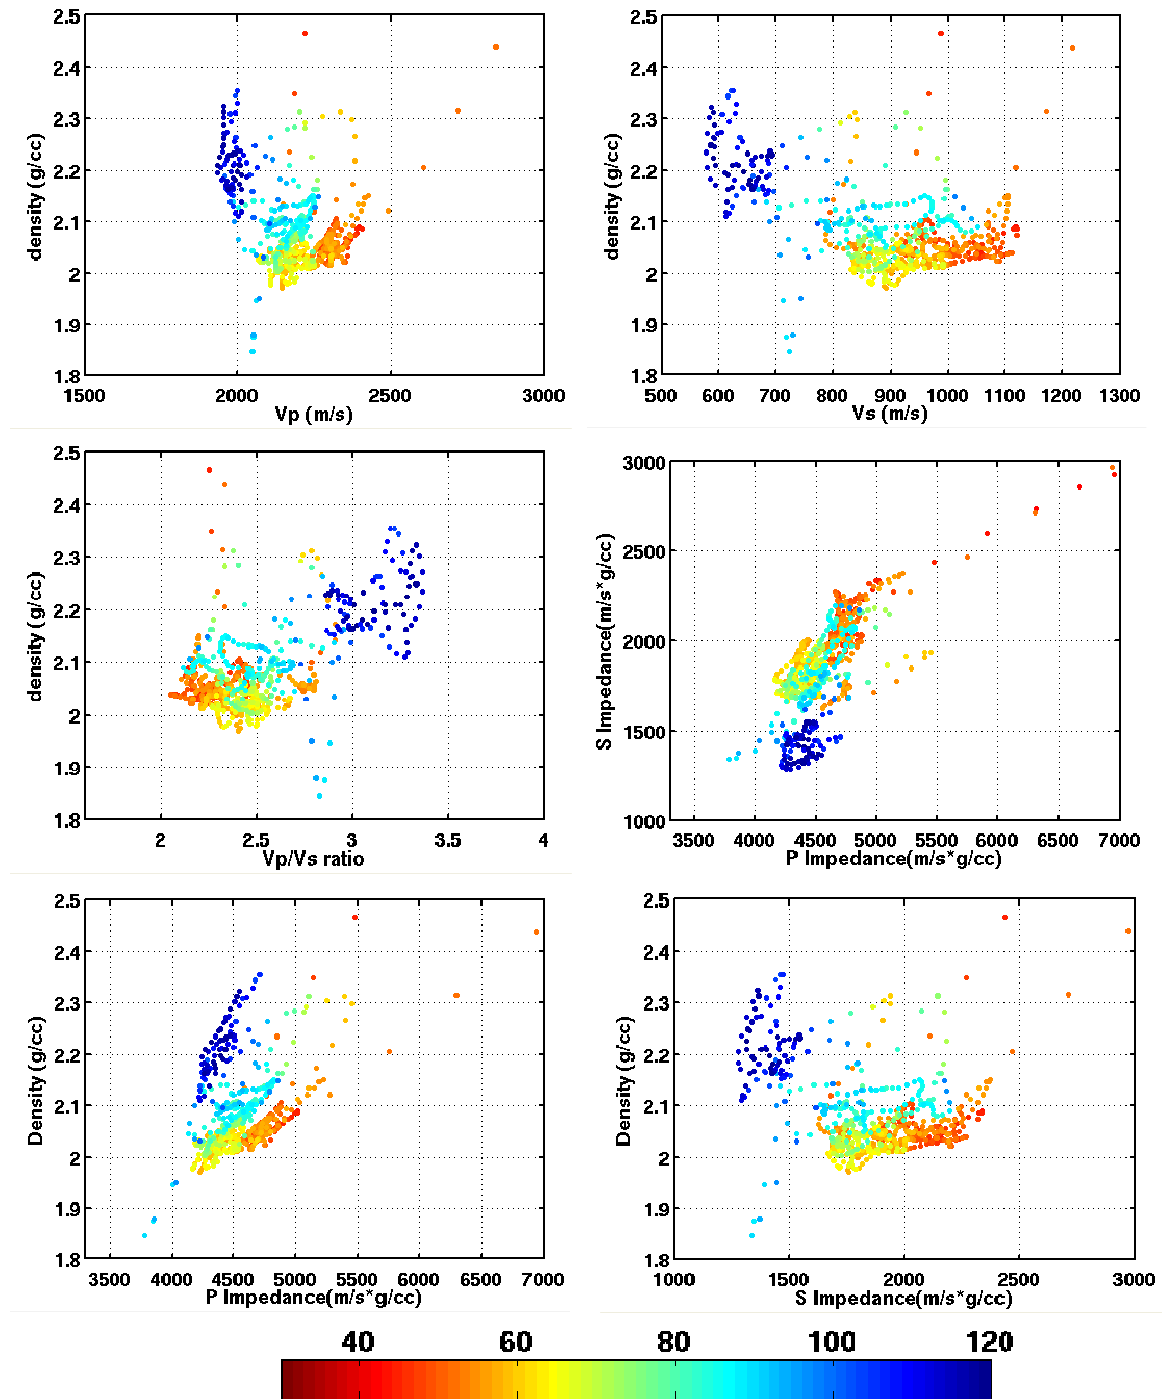 2.5
2.4
2.3
2.2
2.1
2
1.9
1.8
density (g/cc)
1500 2000 2500 3000
Vp (m/s)
2.5
2.4
2.3
2.2
2.1
2
1.9
1.8
density (g/cc)
500 600 700 800 900 1000 1100 1200 1300
Vs (m/s)
2.5
2.4
2.3
2.2
2.1
2
1.9
1.8
density (g/cc)
2 2.5 3 3.5 4
Vp/Vs ratio
3000
2500
2000
1500
1000
S Impedance(m/s*g/cc)
3500 4000 4500 5000 5500 6000 6500 7000
P Impedance(m/s*g/cc)
2.5
2.4
2.3
2.2
2.1
2
1.9
1.8
Density (g/cc)
3500 4000 4500 5000 5500 6000 6500 7000
P Impedance(m/s*g/cc)
2.5
2.4
2.3
2.2
2.1
2
1.9
1.8
Density (g/cc)
1000 1500 2000 2500 3000
S Impedance(m/s*g/cc)
40 60 80 100 120